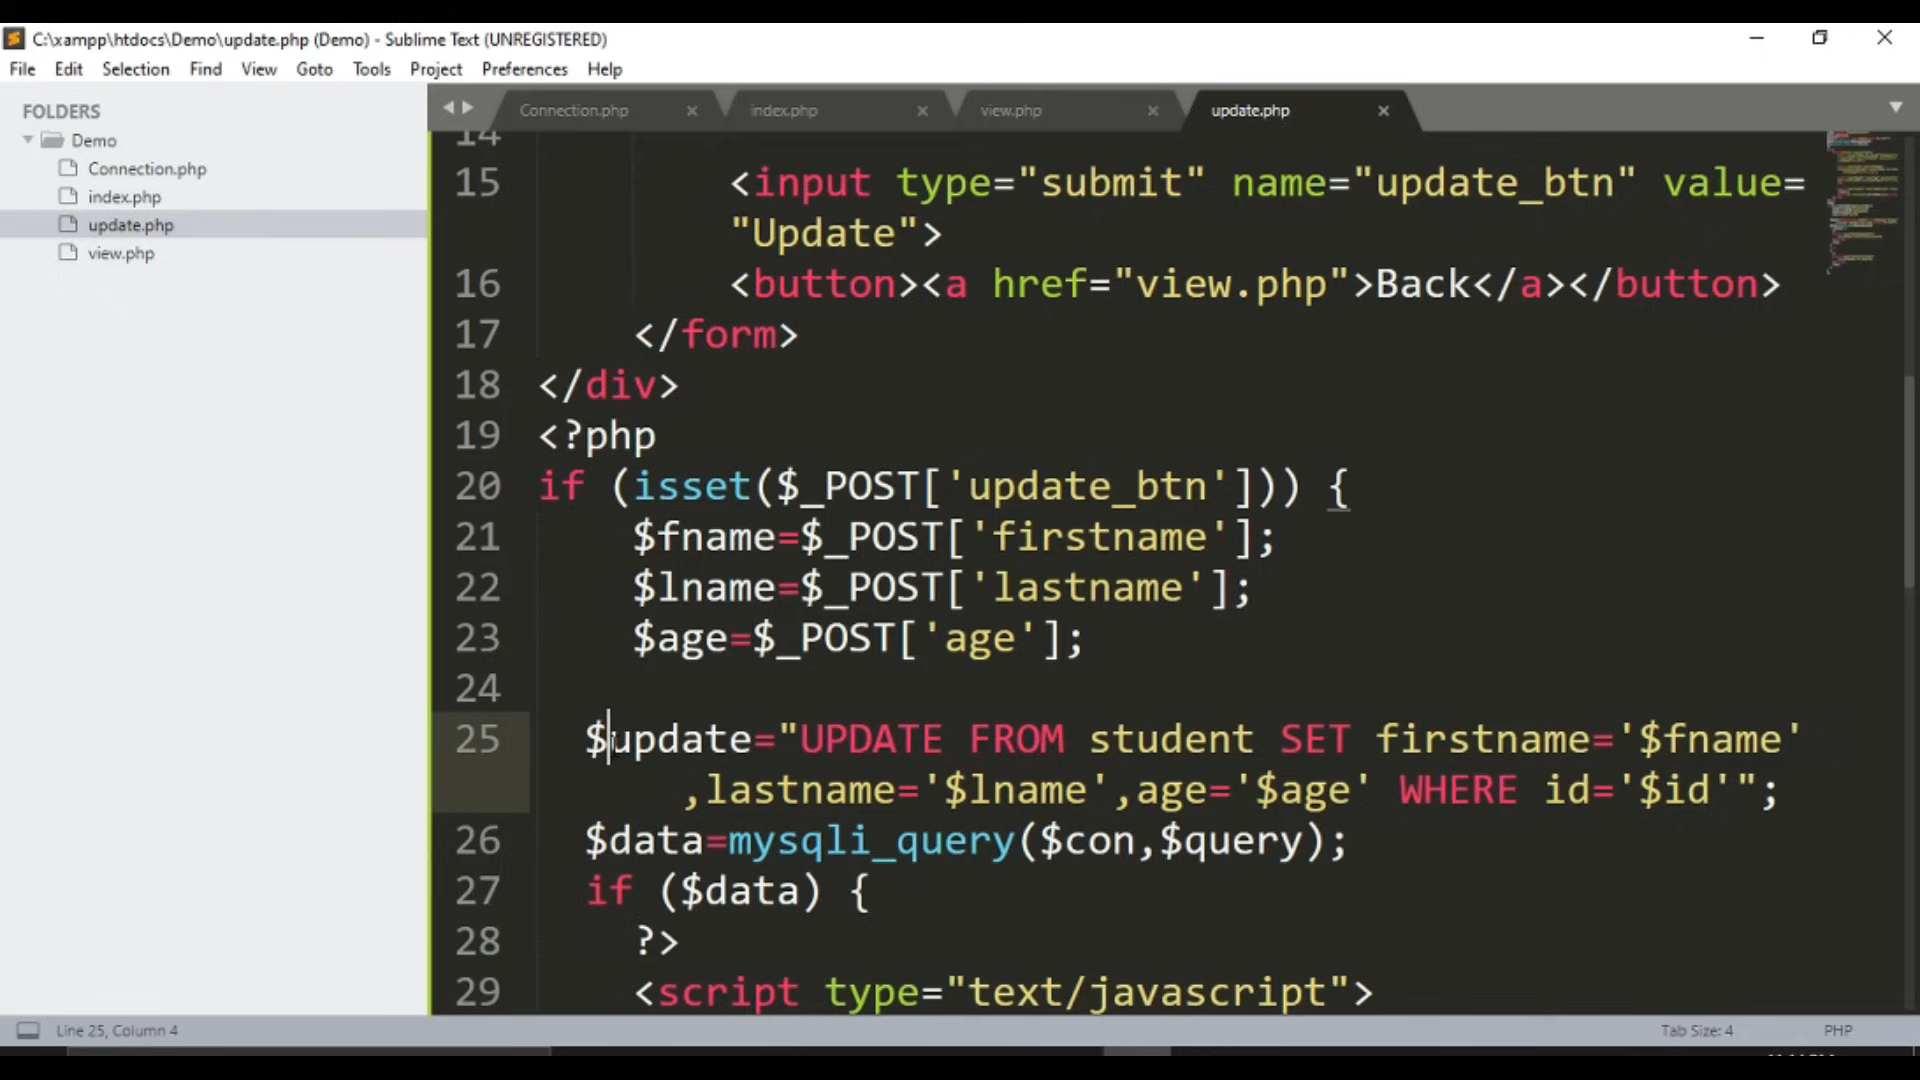 C:\xampp\htdocs\Demo\update.php (Demo) - Sublime Text (UNREGISTERED)
File Edit Selection Find View Goto Tools Project Preferences Help
FOLDERS
Demo
Connection.php
index.php
update.php
view.php
Connection.php index.php view.php update.php
14
15 <input type="submit" name="update_btn" value=
"Update">
16 <button><a href="view.php">Back</a></button>
17 </form>
18 </div>
19 <?php
20 if (isset($_POST['update_btn'])) {
21 $fname=$_POST['firstname'];
22 $lname=$_POST['lastname'];
23 $age=$_POST['age'];
24
25 $update="UPDATE FROM student SET firstname='$fname'
,lastname='$lname',age='$age' WHERE id='$id'";
26 $data=mysqli_query($con,$query);
27 if ($data) {
28 ?>
29 <script type="text/javascript">
Line 25, Column 4 Tab Size: 4 PHP